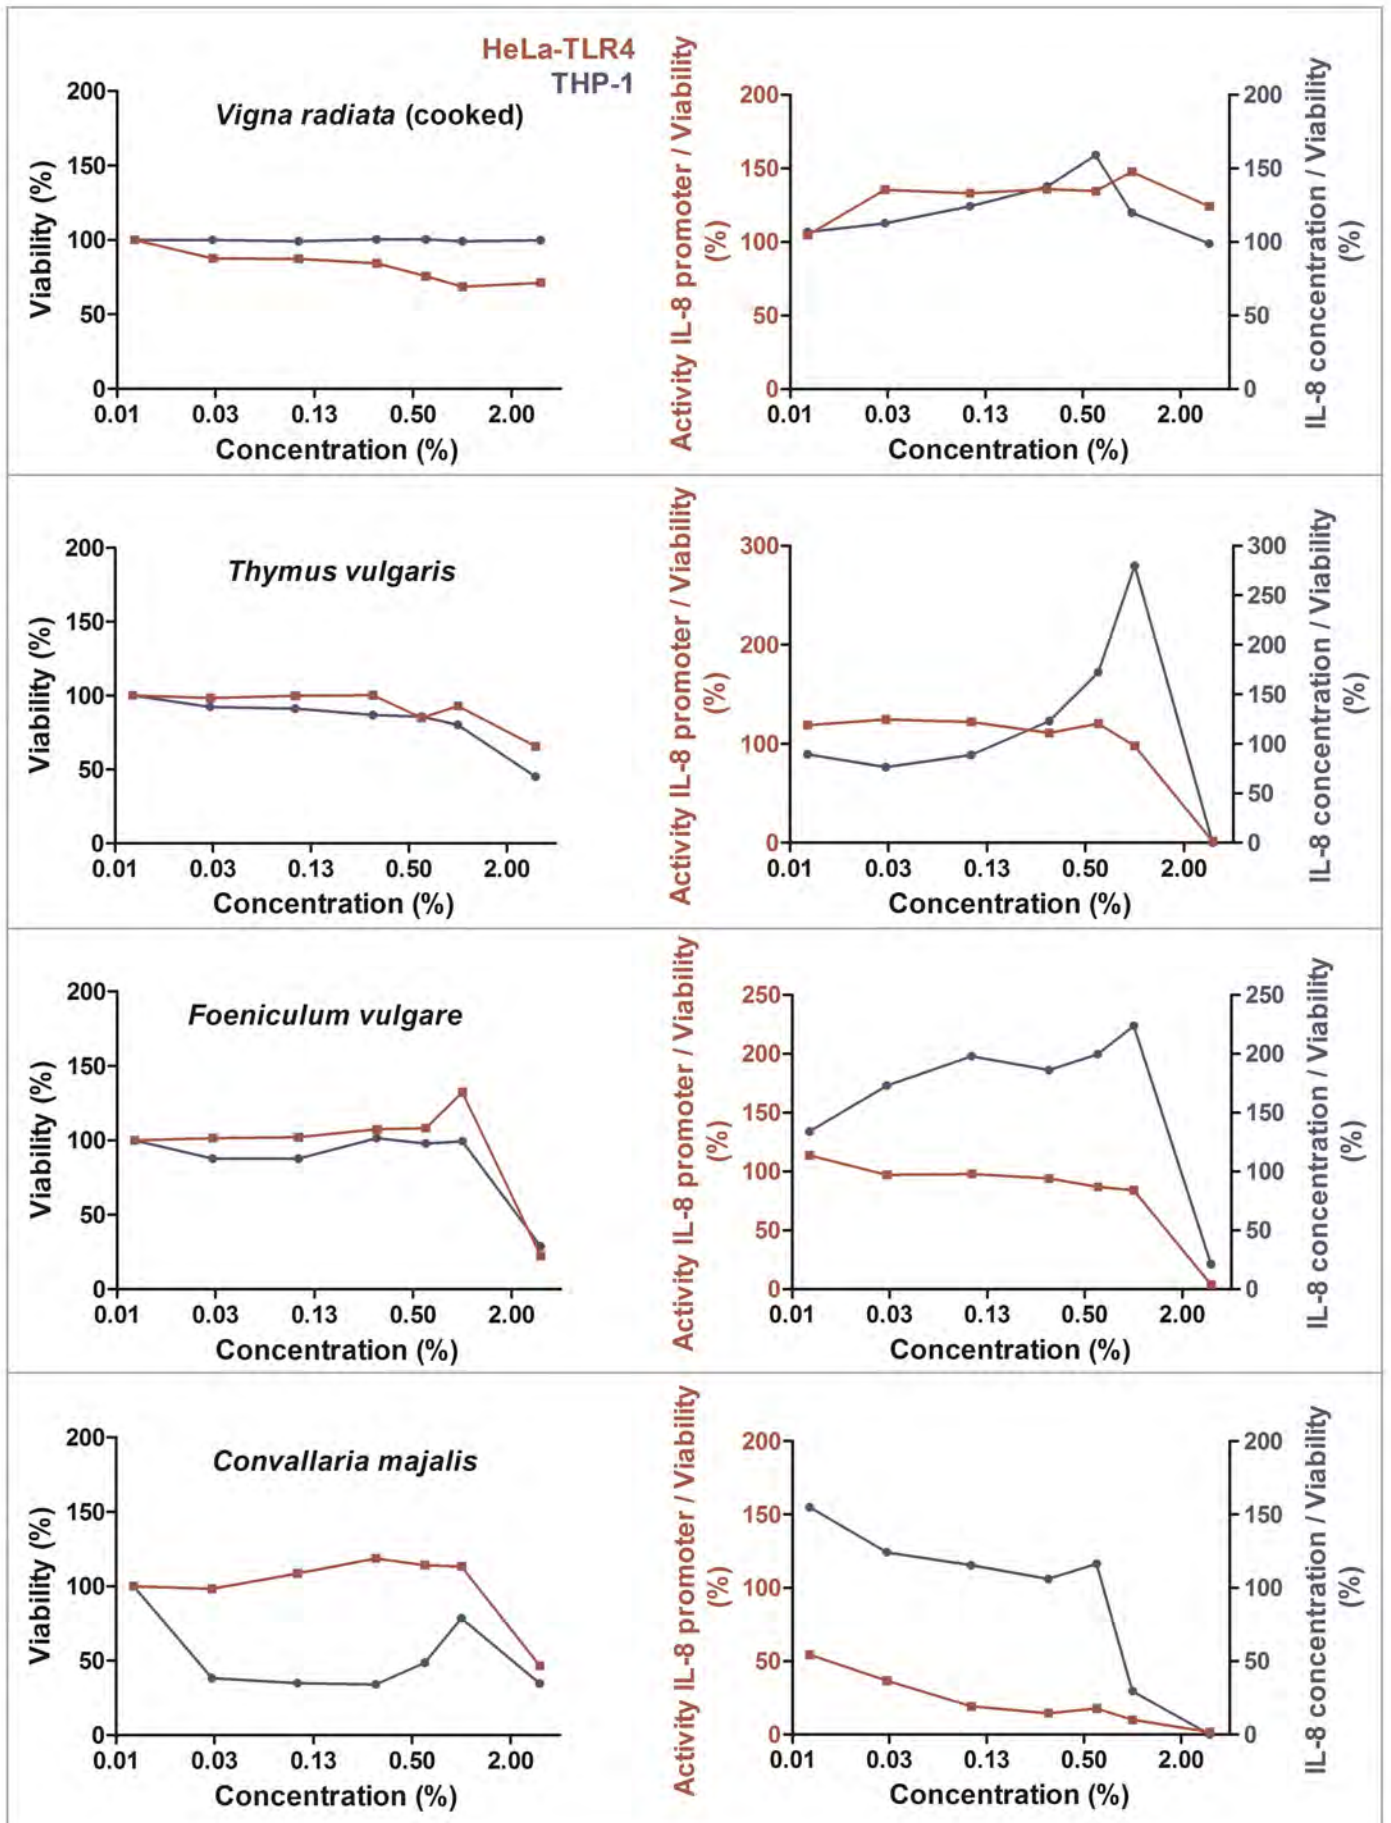 HeLa-TLR4
THP-1
Vigna radiata (cooked)
Viability (%)
200
150
100
50
0
0.01 0.03 0.13 0.50 2.00
Concentration (%)
Activity IL-8 promoter / Viability
(%)
200
150
100
50
0
0.01 0.03 0.13 0.50 2.00
Concentration (%)
200
150
100
50
0
IL-8 concentration / Viability
(%)
Thymus vulgaris
Viability (%)
200
150
100
50
0
0.01 0.03 0.13 0.50 2.00
Concentration (%)
Activity IL-8 promoter / Viability
(%)
300
200
100
0
0.01 0.03 0.13 0.50 2.00
Concentration (%)
300
250
200
150
100
50
0
IL-8 concentration / Viability
(%)
Foeniculum vulgare
Viability (%)
200
150
100
50
0
0.01 0.03 0.13 0.50 2.00
Concentration (%)
Activity IL-8 promoter / Viability
(%)
250
200
150
100
50
0
0.01 0.03 0.13 0.50 2.00
Concentration (%)
250
200
150
100
50
0
IL-8 concentration / Viability
(%)
Convallaria majalis
Viability (%)
200
150
100
50
0
0.01 0.03 0.13 0.50 2.00
Concentration (%)
Activity IL-8 promoter / Viability
(%)
200
150
100
50
0
0.01 0.03 0.13 0.50 2.00
Concentration (%)
200
150
100
50
0
IL-8 concentration / Viability
(%)